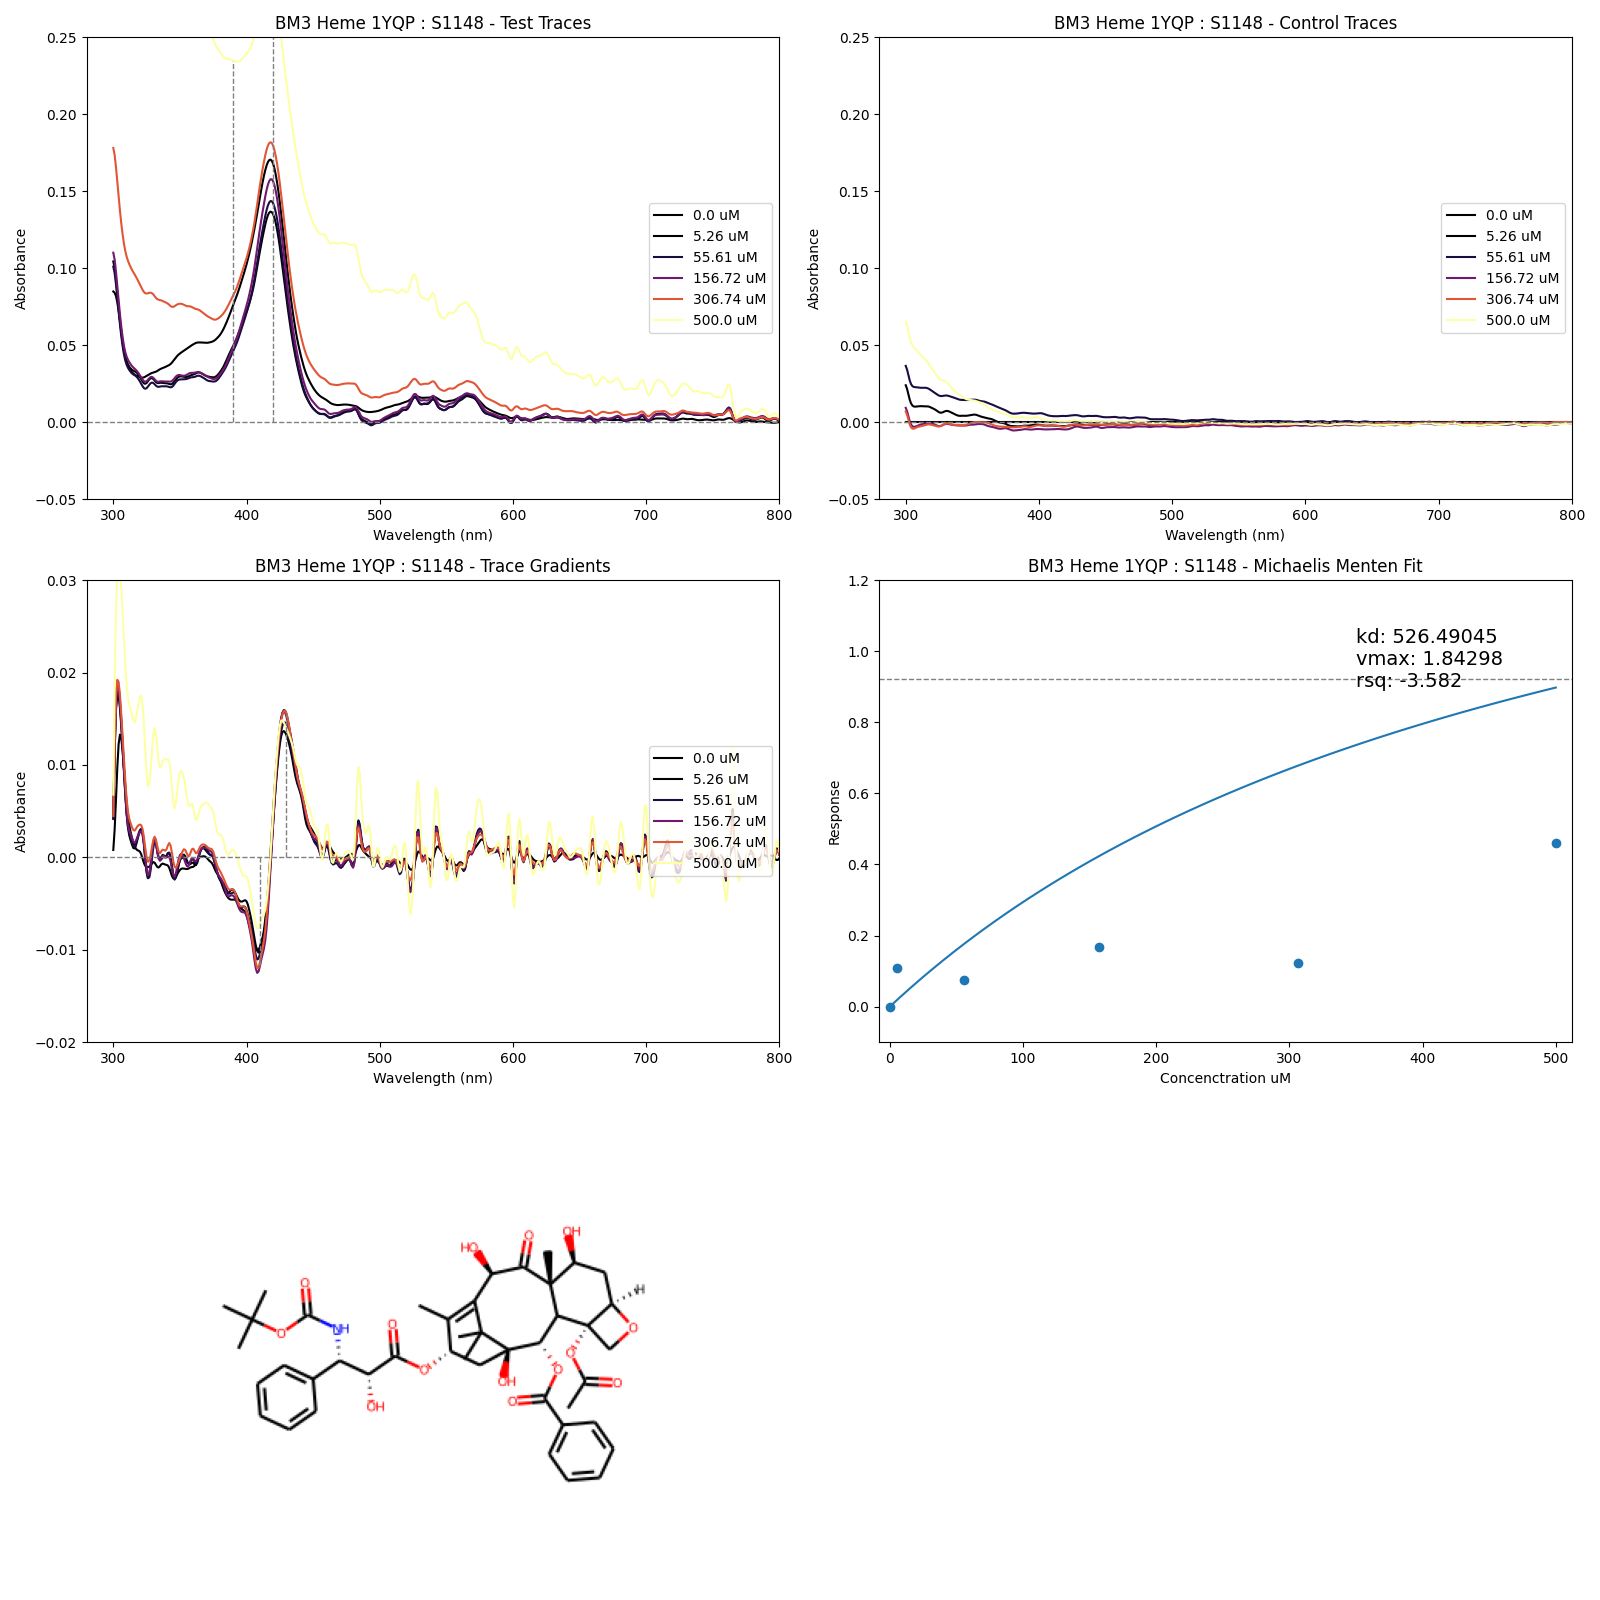 BM3 Heme 1YQP : S1148 - Test Traces
0.25
0.20
0.15
0.10
0.05
0.00
−0.05
Absorbance
300
400
500
600
700
800
Wavelength (nm)
0.0 uM
5.26 uM
55.61 uM
156.72 uM
306.74 uM
500.0 uM
BM3 Heme 1YQP : S1148 - Control Traces
0.25
0.20
0.15
0.10
0.05
0.00
−0.05
Absorbance
300
400
500
600
700
800
Wavelength (nm)
0.0 uM
5.26 uM
55.61 uM
156.72 uM
306.74 uM
500.0 uM
BM3 Heme 1YQP : S1148 - Trace Gradients
0.03
0.02
0.01
0.00
−0.01
−0.02
Absorbance
300
400
500
600
700
800
Wavelength (nm)
0.0 uM
5.26 uM
55.61 uM
156.72 uM
306.74 uM
500.0 uM
BM3 Heme 1YQP : S1148 - Michaelis Menten Fit
1.2
1.0
0.8
0.6
0.4
0.2
0.0
Response
0
100
200
300
400
500
Concenctration uM
kd: 526.49045
vmax: 1.84298
rsq: -3.582
HO
O
OH
H
O
O
NH
O
O
O
O
OH
OH
O
O
O
O